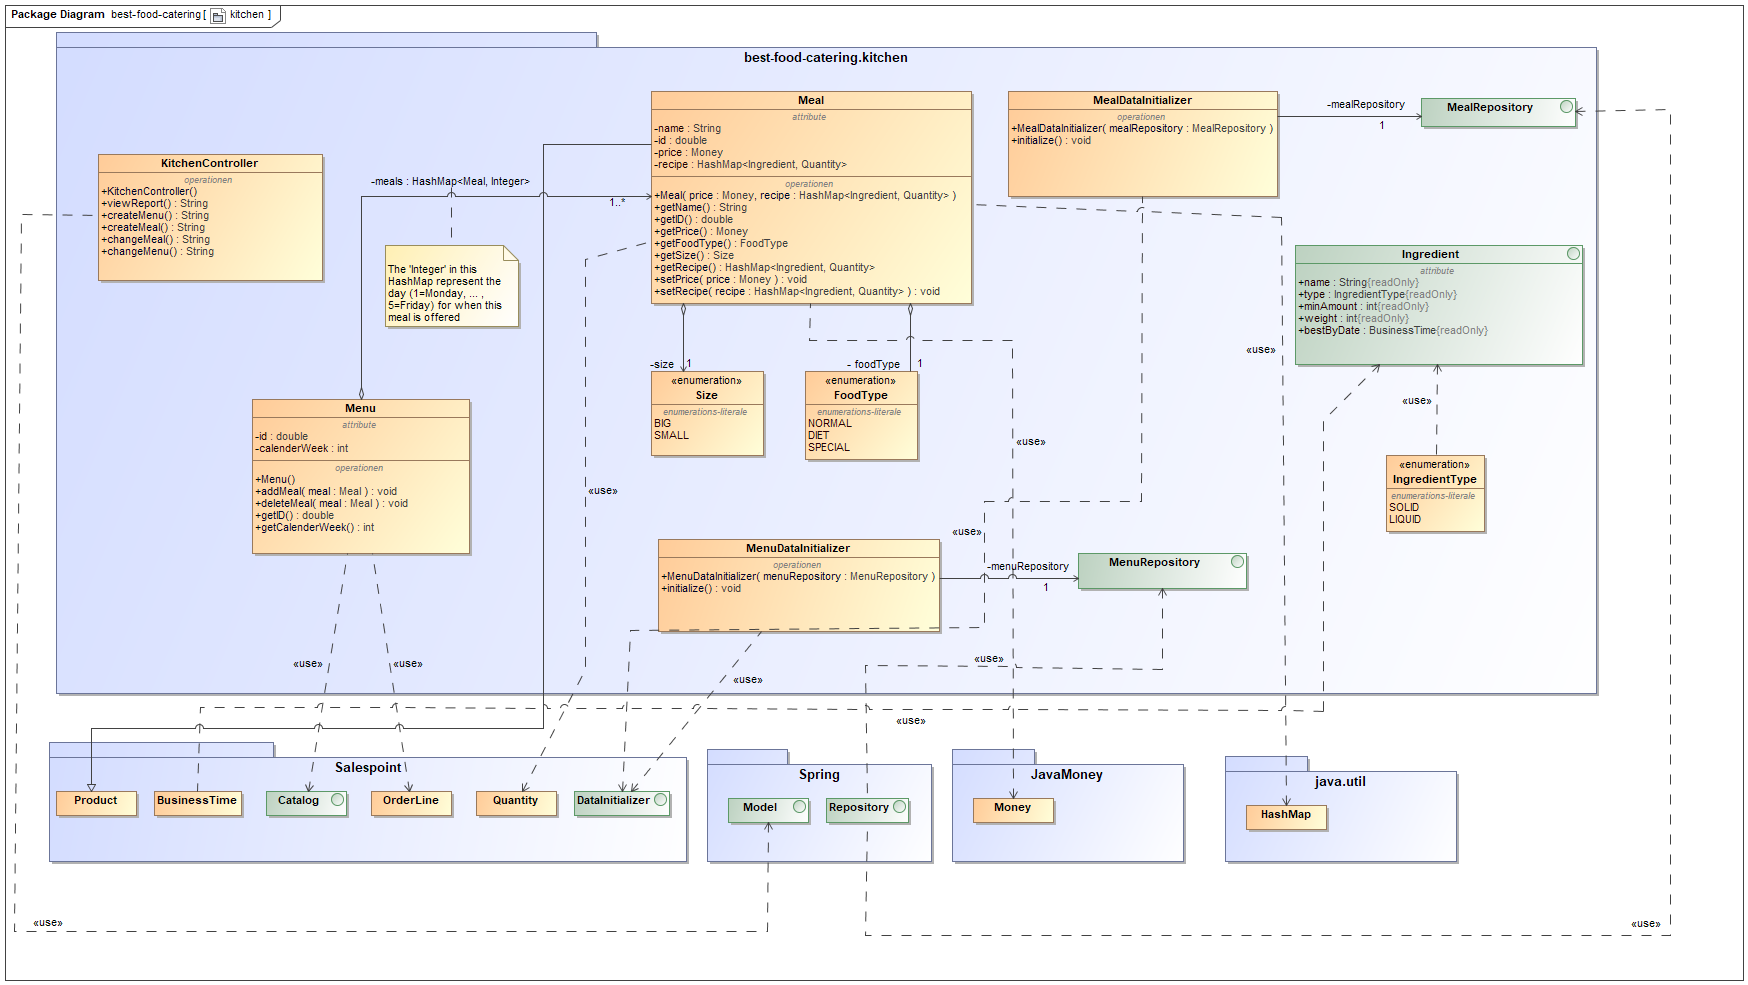 Package Diagram best-food-catering [ kitchen ]
best-food-catering.kitchen
KitchenController
operationen
+KitchenController()
+viewReport() : String
+createMenu() : String
+createMeal() : String
+changeMeal() : String
+changeMenu() : String
-meals : HashMap<Meal, Integer>
1..*
The 'Integer' in this
HashMap represent the
day (1=Monday, ... ,
5=Friday) for when this
meal is offered
Meal
attribute
-name : String
-id : double
-price : Money
-recipe : HashMap<Ingredient, Quantity>
operationen
+Meal( price : Money, recipe : HashMap<Ingredient, Quantity> )
+getName() : String
+getID() : double
+getPrice() : Money
+getFoodType() : FoodType
+getSize() : Size
+getRecipe() : HashMap<Ingredient, Quantity>
+setPrice( price : Money ) : void
+setRecipe( recipe : HashMap<Ingredient, Quantity> ) : void
MealDataInitializer
operationen
+MealDataInitializer( mealRepository : MealRepository )
+initialize() : void
-mealRepository
1
MealRepository
Ingredient
attribute
+name : String{readOnly}
+type : IngredientType{readOnly}
+minAmount : int{readOnly}
+weight : int{readOnly}
+bestByDate : BusinessTime{readOnly}
«use»
-size
1
- foodType
1
«enumeration»
Size
enumerations-literale
BIG
SMALL
«enumeration»
FoodType
enumerations-literale
NORMAL
DIET
SPECIAL
«use»
«use»
«enumeration»
IngredientType
enumerations-literale
SOLID
LIQUID
Menu
attribute
-id : double
-calenderWeek : int
operationen
+Menu()
+addMeal( meal : Meal ) : void
+deleteMeal( meal : Meal ) : void
+getID() : double
+getCalenderWeek() : int
«use»
«use»
MenuDataInitializer
operationen
+MenuDataInitializer( menuRepository : MenuRepository )
+initialize() : void
-menuRepository
1
MenuRepository
«use»
«use»
«use»
«use»
«use»
Salespoint
Product
BusinessTime
Catalog
OrderLine
Quantity
DataInitializer
Spring
Model
Repository
JavaMoney
Money
java.util
HashMap
«use»
«use»